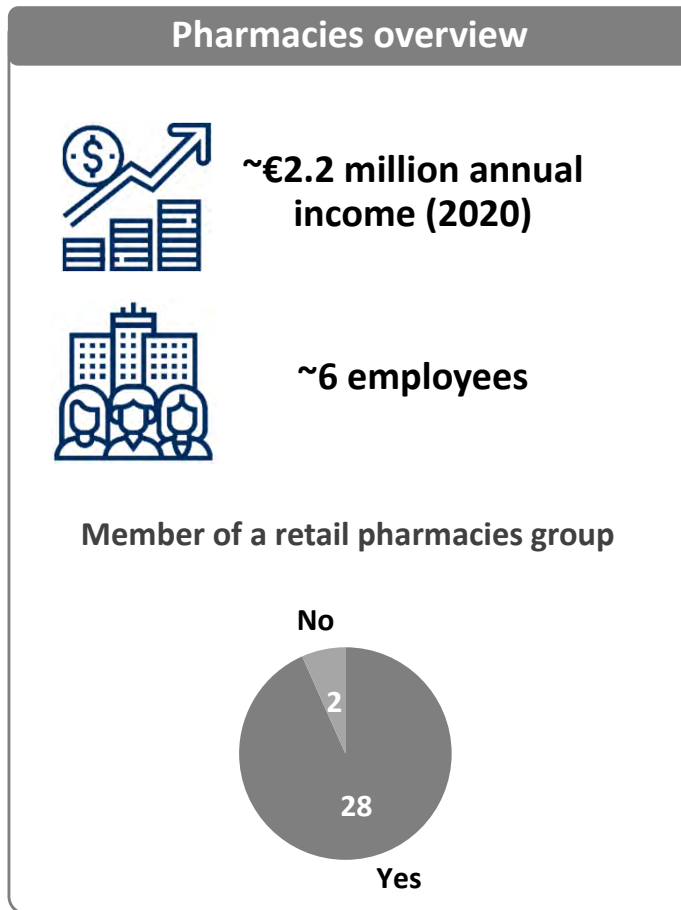 Pharmacies overview
$
~€2.2 million annual
income (2020)
~6 employees
Member of a retail pharmacies group
No
2
28
Yes